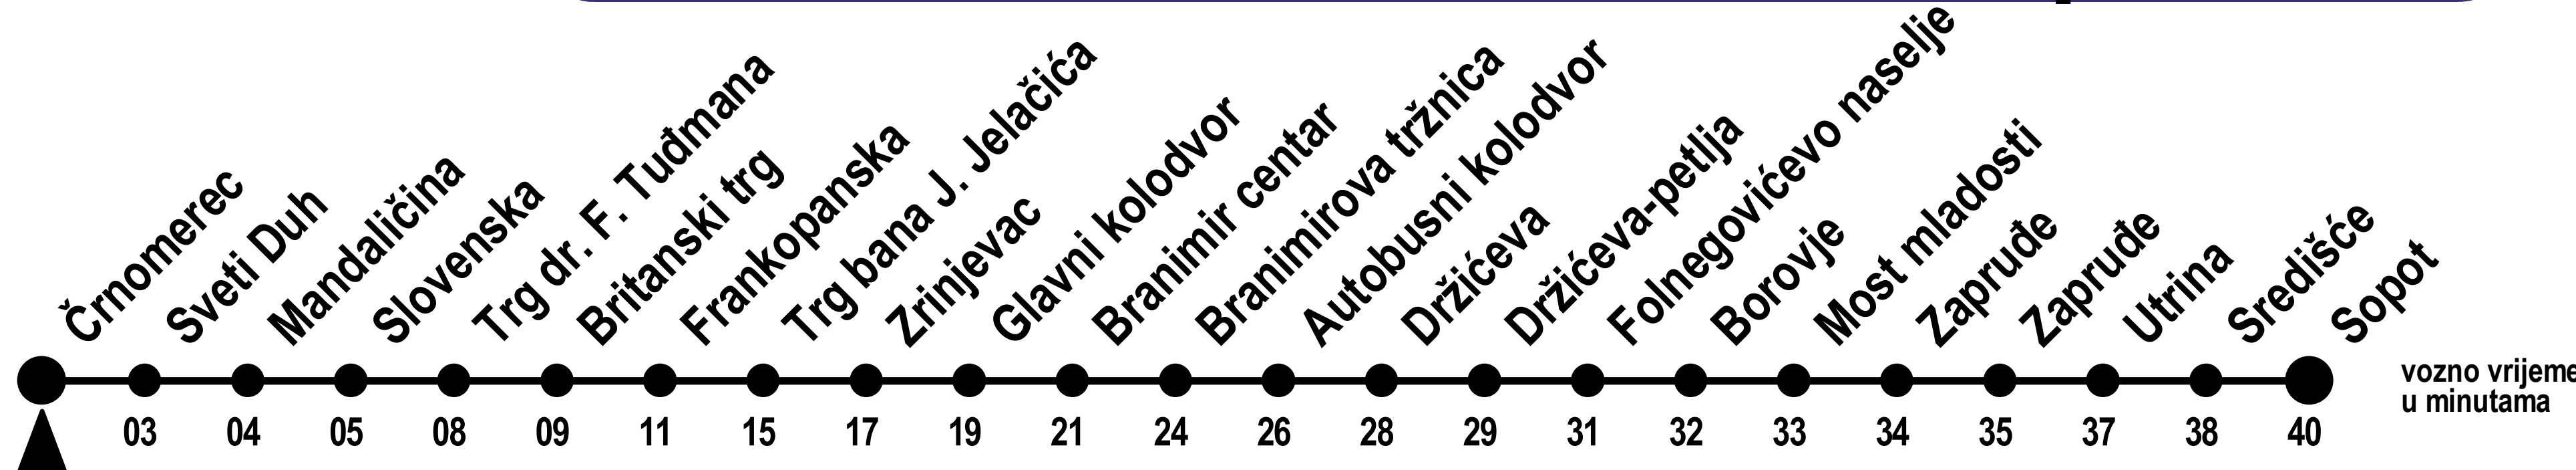 Črnomerec
Sveti Duh
Mandaličina
Slovenska
Trg dr. F. Tuđmana
Britanski trg
Frankopanska
Trg bana J. Jelačića
Zrinjevac
Glavni kolodvor
Branimir centar
Branimirova tržnica
Autobusni kolodvor
Držićeva
Držićeva-petlja
Folnegovićevo naselje
Borovje
Most mladosti
Zapruđe
Zapruđe
Utrina
Središće
Sopot
03 04 05 08 09 11 15 17 19 21 24 26 28 29 31 32 33 34 35 37 38 40
vozno vrijeme
u minutama